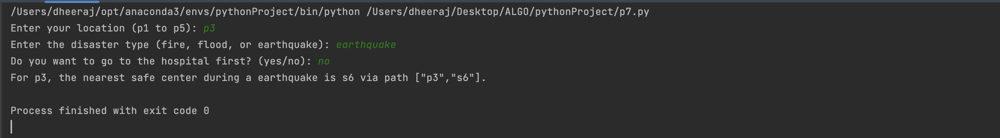 /Users/dheeraj/opt/anaconda3/envs/pythonProject/bin/python /Users/dheeraj/Desktop/ALGO/pythonProject/p7.py
Enter your location (p1 to p5): p3
Enter the disaster type (fire, flood, or earthquake): earthquake
Do you want to go to the hospital first? (yes/no): no
For p3, the nearest safe center during a earthquake is s6 via path ["p3","s6"].
Process finished with exit code 0